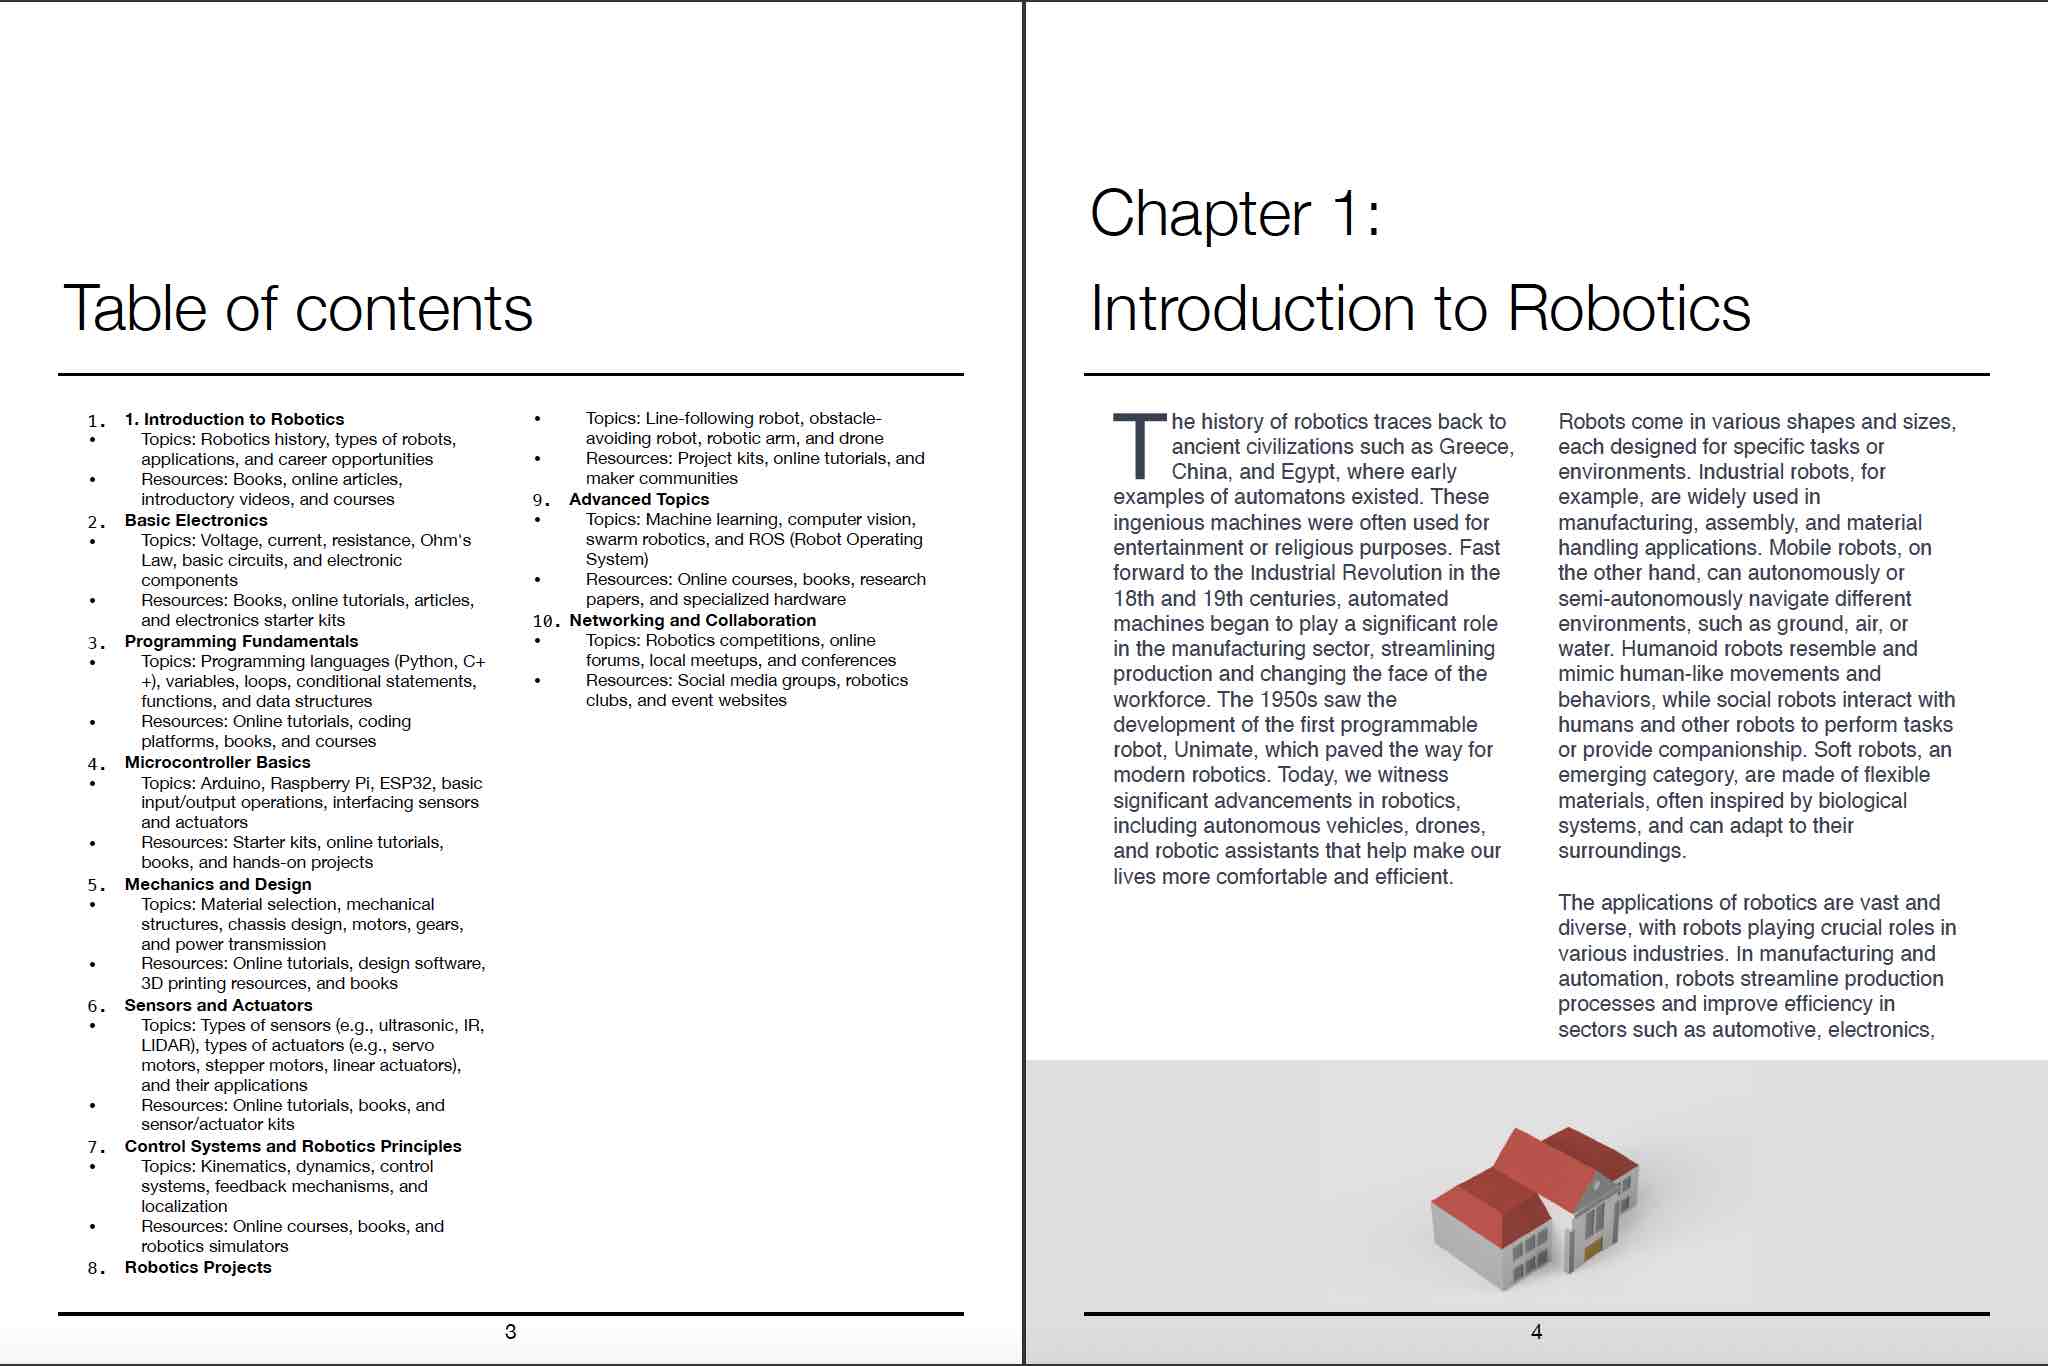 Table of contents
1. 1. Introduction to Robotics
• Topics: Robotics history, types of robots,
applications, and career opportunities
• Resources: Books, online articles,
introductory videos, and courses
2. Basic Electronics
• Topics: Voltage, current, resistance, Ohm's
Law, basic circuits, and electronic
components
• Resources: Books, online tutorials, articles,
and electronics starter kits
3. Programming Fundamentals
• Topics: Programming languages (Python, C+
+), variables, loops, conditional statements,
functions, and data structures
• Resources: Online tutorials, coding
platforms, books, and courses
4. Microcontroller Basics
• Topics: Arduino, Raspberry Pi, ESP32, basic
input/output operations, interfacing sensors
and actuators
• Resources: Starter kits, online tutorials,
books, and hands-on projects
5. Mechanics and Design
• Topics: Material selection, mechanical
structures, chassis design, motors, gears,
and power transmission
• Resources: Online tutorials, design software,
3D printing resources, and books
6. Sensors and Actuators
• Topics: Types of sensors (e.g., ultrasonic, IR,
LIDAR), types of actuators (e.g., servo
motors, stepper motors, linear actuators),
and their applications
• Resources: Online tutorials, books, and
sensor/actuator kits
7. Control Systems and Robotics Principles
• Topics: Kinematics, dynamics, control
systems, feedback mechanisms, and
localization
• Resources: Online courses, books, and
robotics simulators
8. Robotics Projects
• Topics: Line-following robot, obstacle-
avoiding robot, robotic arm, and drone
• Resources: Project kits, online tutorials, and
maker communities
9. Advanced Topics
• Topics: Machine learning, computer vision,
swarm robotics, and ROS (Robot Operating
System)
• Resources: Online courses, books, research
papers, and specialized hardware
10. Networking and Collaboration
• Topics: Robotics competitions, online
forums, local meetups, and conferences
• Resources: Social media groups, robotics
clubs, and event websites
3
Chapter 1:
Introduction to Robotics
The history of robotics traces back to
ancient civilizations such as Greece,
China, and Egypt, where early
examples of automatons existed. These
ingenious machines were often used for
entertainment or religious purposes. Fast
forward to the Industrial Revolution in the
18th and 19th centuries, automated
machines began to play a significant role
in the manufacturing sector, streamlining
production and changing the face of the
workforce. The 1950s saw the
development of the first programmable
robot, Unimate, which paved the way for
modern robotics. Today, we witness
significant advancements in robotics,
including autonomous vehicles, drones,
and robotic assistants that help make our
lives more comfortable and efficient.
Robots come in various shapes and sizes,
each designed for specific tasks or
environments. Industrial robots, for
example, are widely used in
manufacturing, assembly, and material
handling applications. Mobile robots, on
the other hand, can autonomously or
semi-autonomously navigate different
environments, such as ground, air, or
water. Humanoid robots resemble and
mimic human-like movements and
behaviors, while social robots interact with
humans and other robots to perform tasks
or provide companionship. Soft robots, an
emerging category, are made of flexible
materials, often inspired by biological
systems, and can adapt to their
surroundings.
The applications of robotics are vast and
diverse, with robots playing crucial roles in
various industries. In manufacturing and
automation, robots streamline production
processes and improve efficiency in
sectors such as automotive, electronics,
4